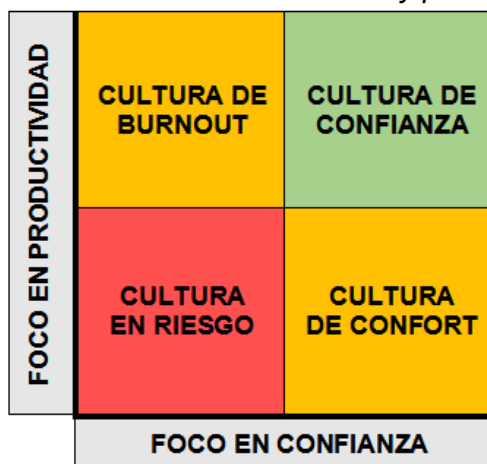 FOCO EN PRODUCTIVIDAD
CULTURA DE
BURNOUT
CULTURA DE
CONFIANZA
CULTURA
EN RIESGO
CULTURA
DE CONFORT
FOCO EN CONFIANZA